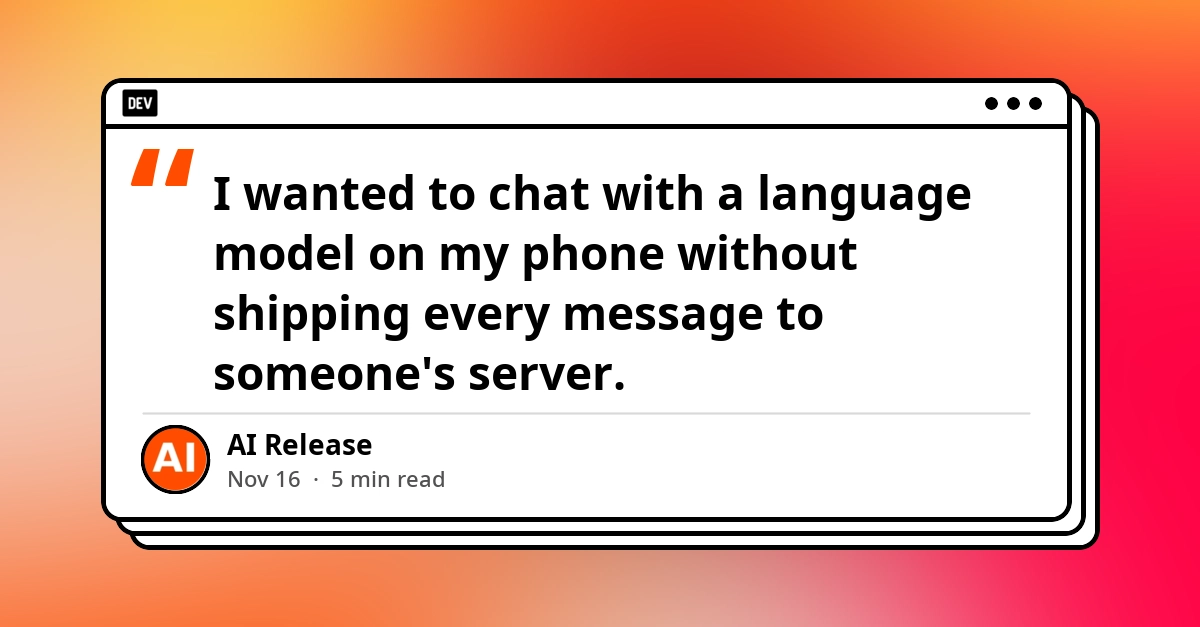 DEV
“ I wanted to chat with a language
model on my phone without
shipping every message to
someone's server.
AI
AI Release
Nov 16 · 5 min read